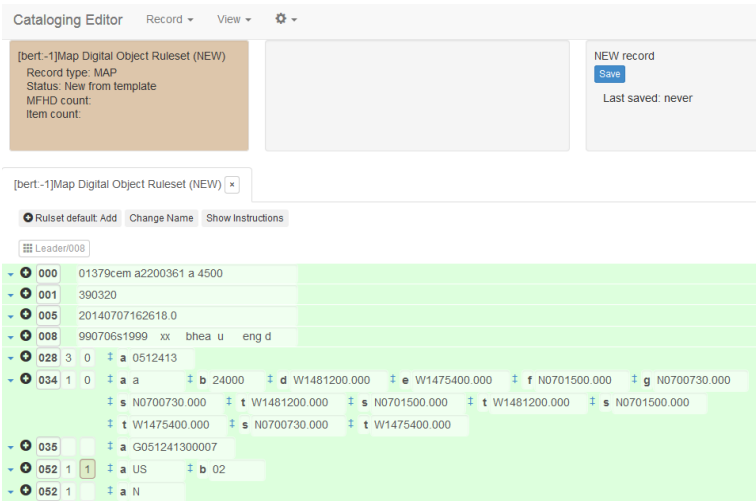 Cataloging Editor Record View
[bert:-1]Map Digital Object Ruleset (NEW)
Record type: MAP
Status: New from template
MFHD count:
Item count:
NEW record
Save
Last saved: never
[bert:-1]Map Digital Object Ruleset (NEW) ×
Rulset default: Add Change Name Show Instructions
Leader/008
000 01379cem a2200361 a 4500
001 390320
005 20140707162618.0
008 990706s1999 xx bhea u eng d
028 3 0 ‡ a 0512413
034 1 0 ‡ a a ‡ b 24000 ‡ d W1481200.000 ‡ e W1475400.000 ‡ f N0701500.000 ‡ g N0700730.000
‡ s N0700730.000 ‡ t W1481200.000 ‡ s N0701500.000 ‡ t W1481200.000 ‡ s N0701500.000
‡ t W1475400.000 ‡ s N0700730.000 ‡ t W1475400.000
035 ‡ a G051241300007
052 1 1 ‡ a US ‡ b 02
052 1 ‡ a N